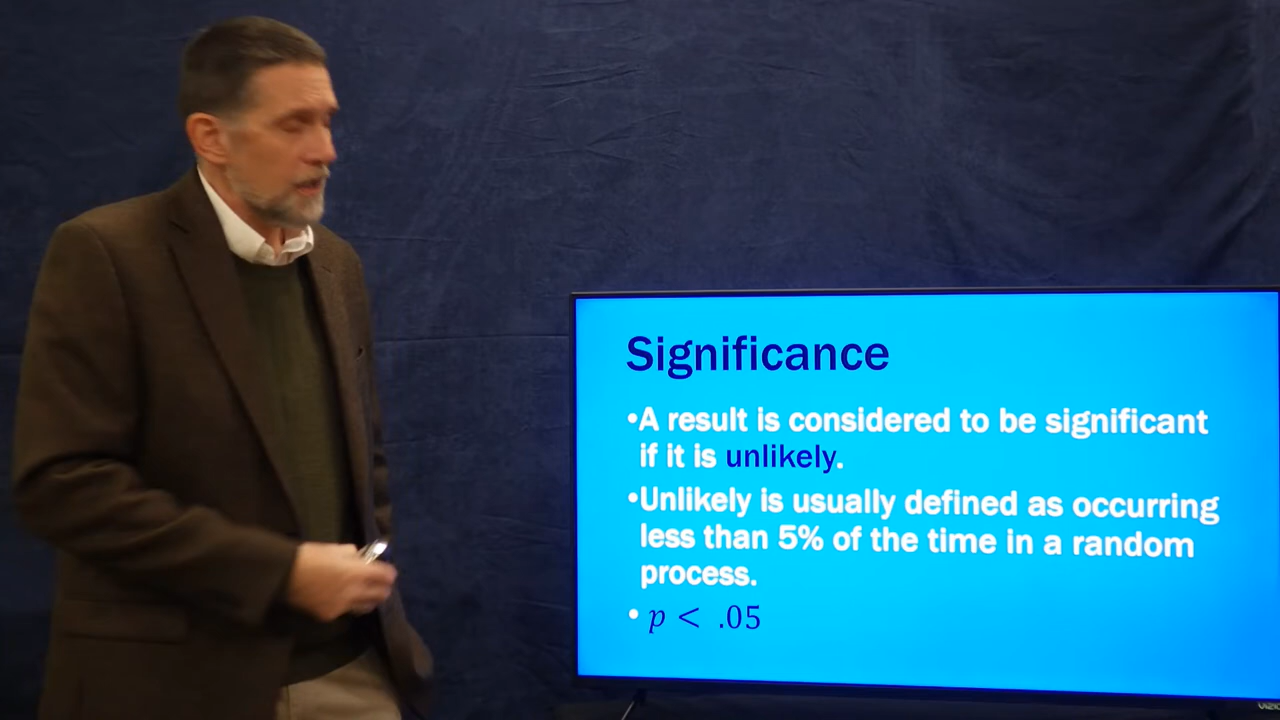 Significance
•A result is considered to be significant
if it is unlikely.
•Unlikely is usually defined as occurring
less than 5% of the time in a random
process.
• p < .05